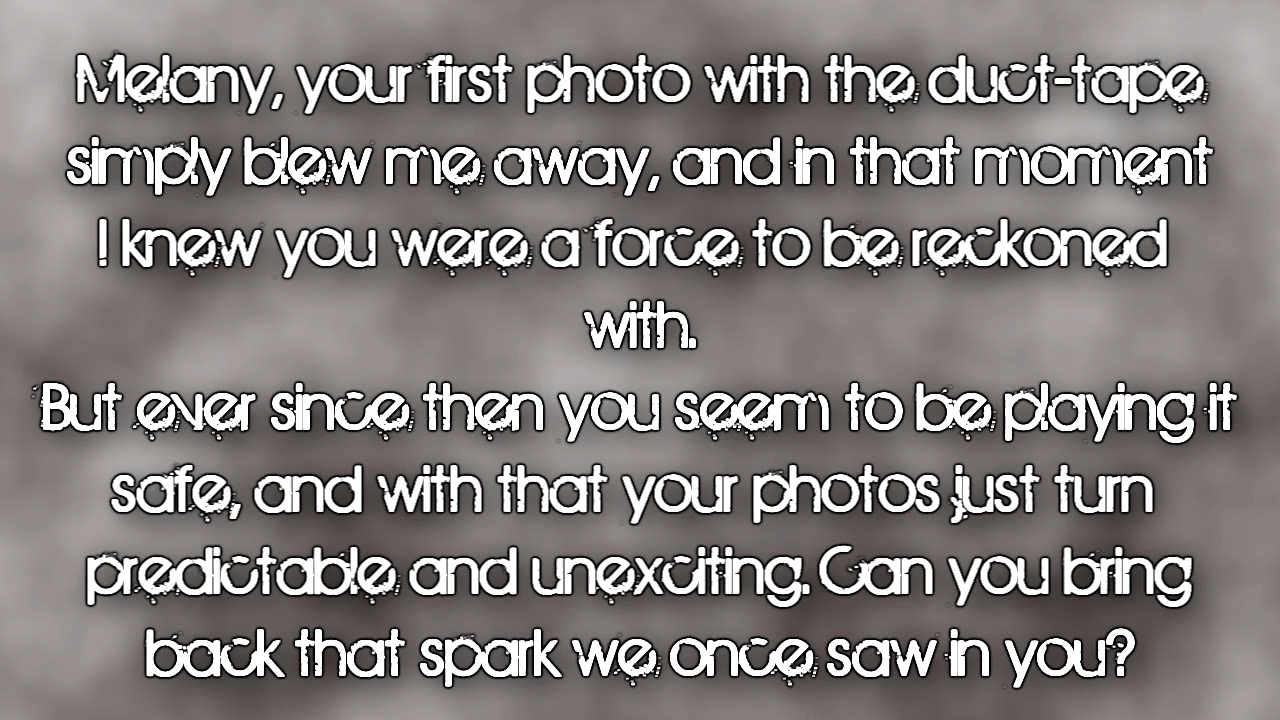 Melany, your first photo with the duct-tape
simply blew me away, and in that moment
I knew you were a force to be reckoned
with.
But ever since then you seem to be playing it
safe, and with that your photos just turn
predictable and unexciting. Can you bring
back that spark we once saw in you?